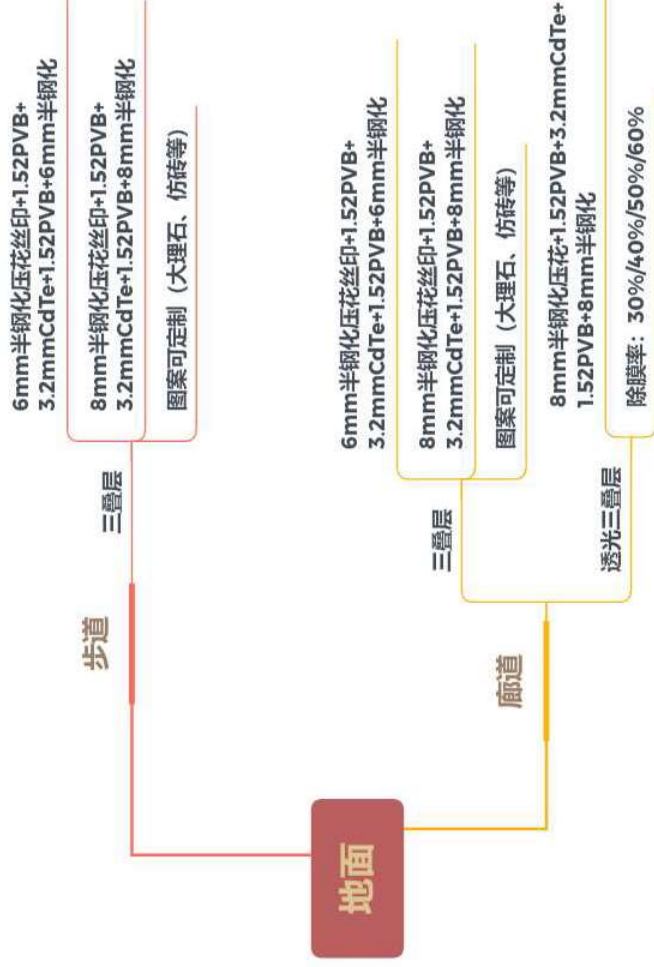 地面
步道
三叠层
6mm半钢化压花丝印+1.52PVB+
3.2mmCdTe+1.52PVB+6mm半钢化
8mm半钢化压花丝印+1.52PVB+
3.2mmCdTe+1.52PVB+8mm半钢化
图案可定制（大理石、仿砖等）
廊道
三叠层
6mm半钢化压花丝印+1.52PVB+
3.2mmCdTe+1.52PVB+6mm半钢化
8mm半钢化压花丝印+1.52PVB+
3.2mmCdTe+1.52PVB+8mm半钢化
图案可定制（大理石、仿砖等）
透光三叠层
8mm半钢化压花+1.52PVB+3.2mmCdTe+
1.52PVB+8mm半钢化
除膜率：30%/40%/50%/60%